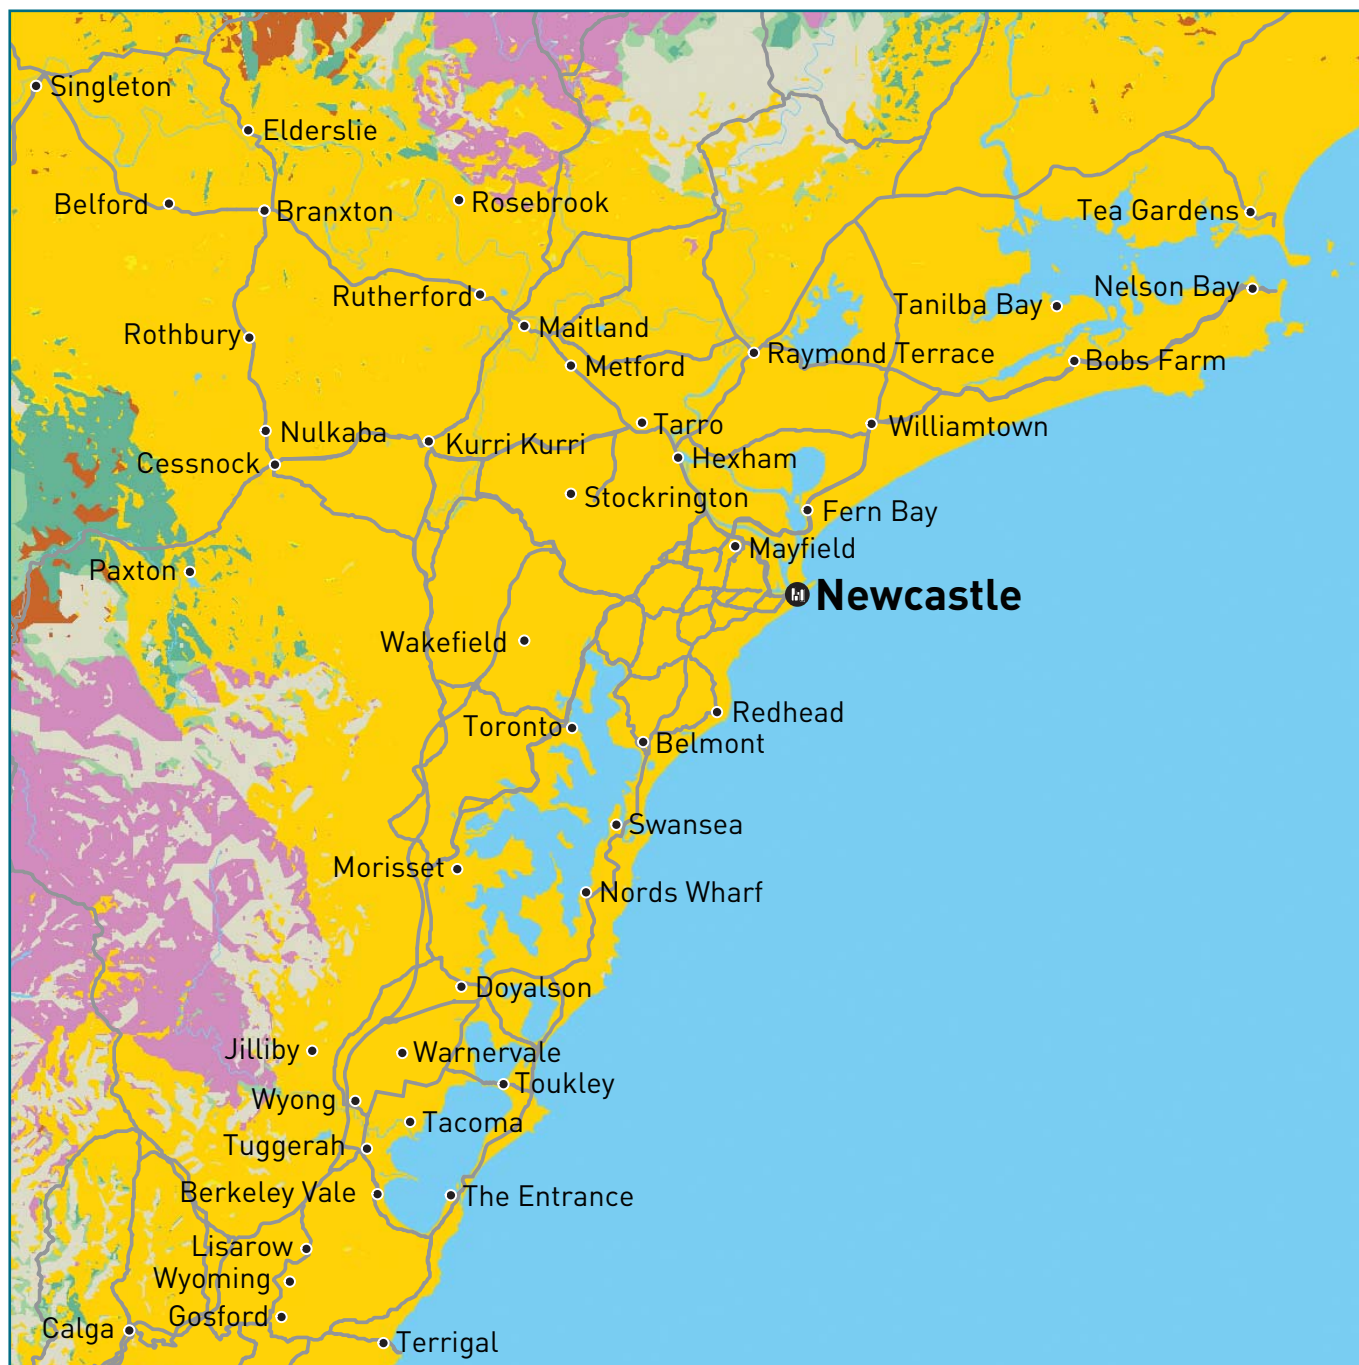 Singleton
Elderslie
Belford
Branxton
Rosebrook
Tea Gardens
Nelson Bay
Rutherford
Tanilba Bay
Maitland
Rothbury
Raymond Terrace
Metford
Bobs Farm
Tarro
Williamtown
Nulkaba
Kurri Kurri
Hexham
Cessnock
Stockrington
Fern Bay
Mayfield
Paxton
Newcastle
Wakefield
Redhead
Toronto
Belmont
Swansea
Morisset
Nords Wharf
Doyalson
Jilliby
Warnervale
Toukley
Wyong
Tacoma
Tuggerah
Berkeley Vale
The Entrance
Lisarow
Wyoming
Gosford
Calga
Terrigal